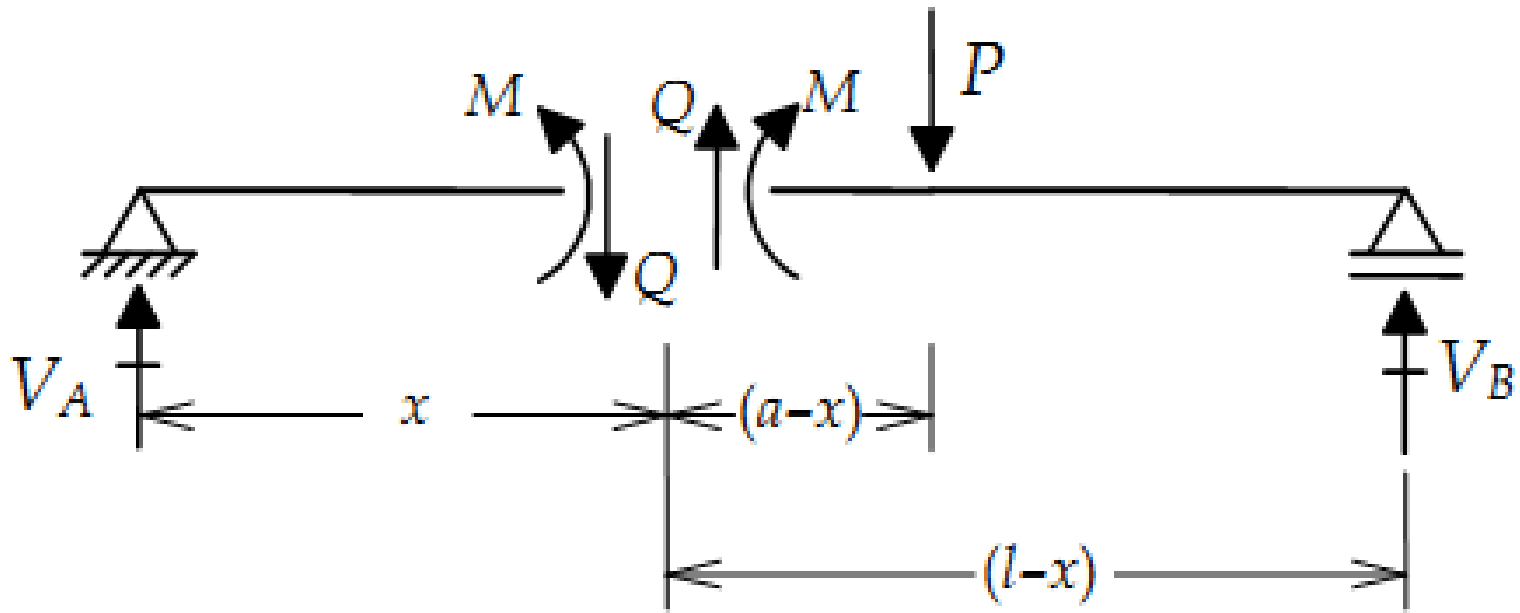 P
M Q M
Q
V_A V_B
x (a−x)
(l−x)